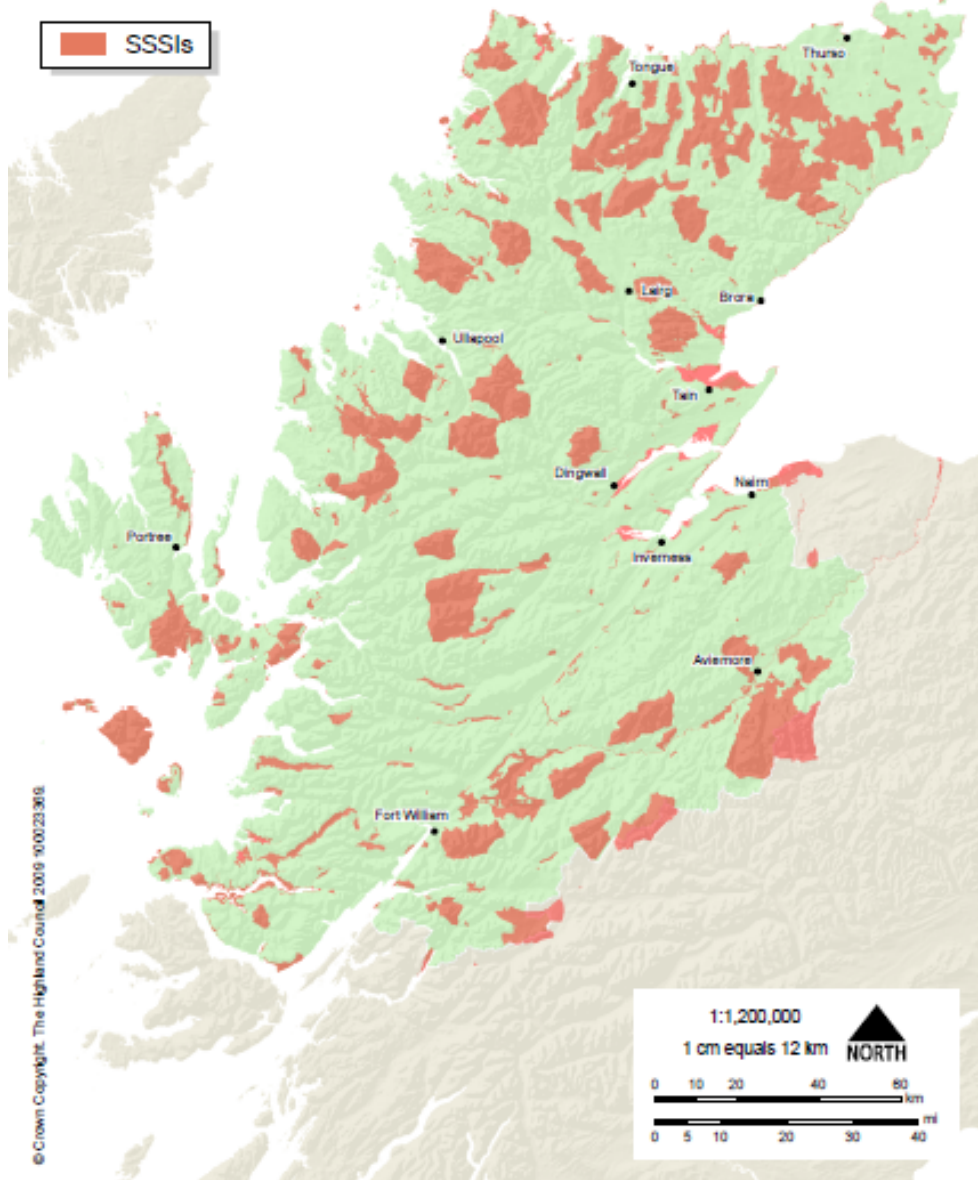 SSSIs
Thurso
Tongue
Lairg
Brora
Ullapool
Tain
Dingwall
Nairn
Portree
Inverness
Aviemore
Fort William
© Crown Copyright. The Highland Council 2009 100023369.
1:1,200,000
1 cm equals 12 km
NORTH
0 10 20 40 60
km
mi
0 5 10 20 30 40